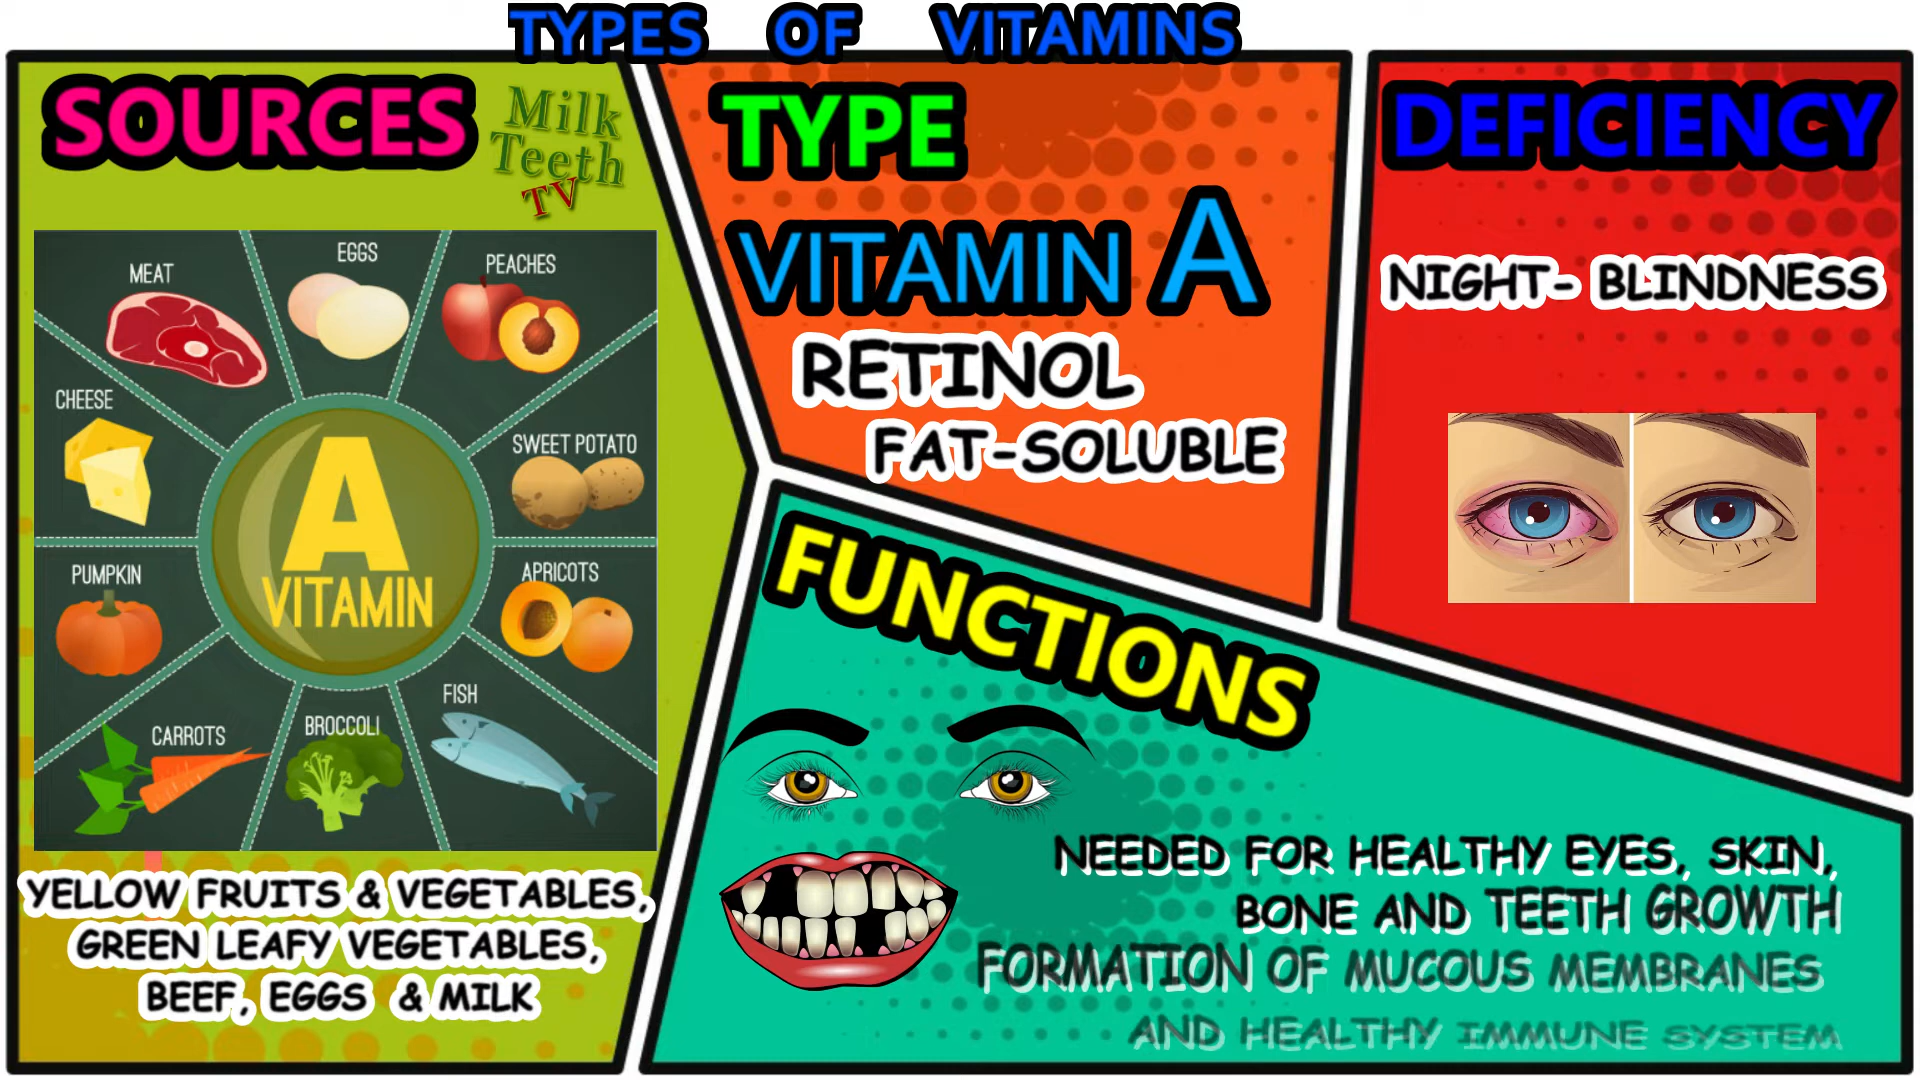 TYPES OF VITAMINS
SOURCES
Milk
Teeth
TV
MEAT
EGGS
PEACHES
CHEESE
SWEET POTATO
PUMPKIN
APRICOTS
CARROTS
BROCCOLI
FISH
A
VITAMIN
YELLOW FRUITS & VEGETABLES,
GREEN LEAFY VEGETABLES,
BEEF, EGGS & MILK
TYPE
VITAMIN A
RETINOL
FAT-SOLUBLE
DEFICIENCY
NIGHT- BLINDNESS
FUNCTIONS
NEEDED FOR HEALTHY EYES, SKIN,
BONE AND TEETH GROWTH
FORMATION OF MUCOUS MEMBRANES
AND HEALTHY IMMUNE SYSTEM